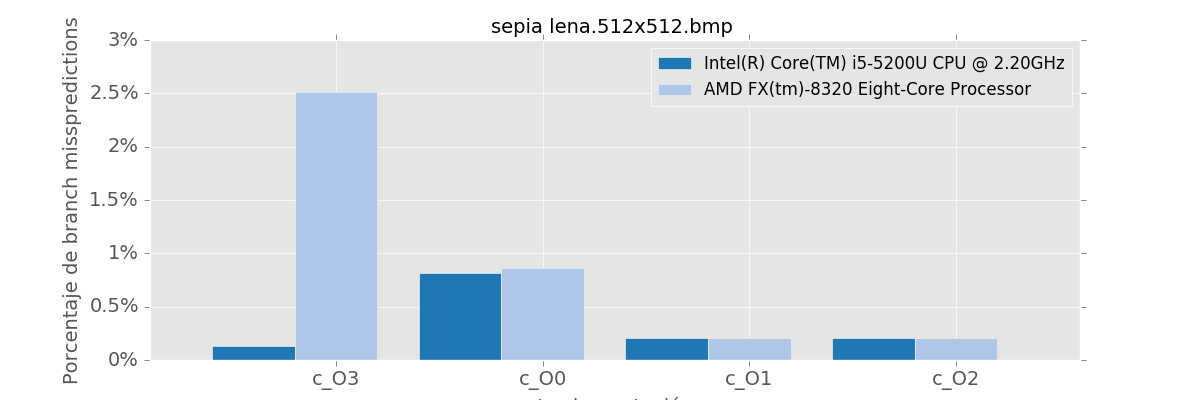 sepia lena.512x512.bmp
Porcentaje de branch misspredictions
3%
2.5%
2%
1.5%
1%
0.5%
0%
Intel(R) Core(TM) i5-5200U CPU @ 2.20GHz
AMD FX(tm)-8320 Eight-Core Processor
c_O3
c_O0
c_O1
c_O2